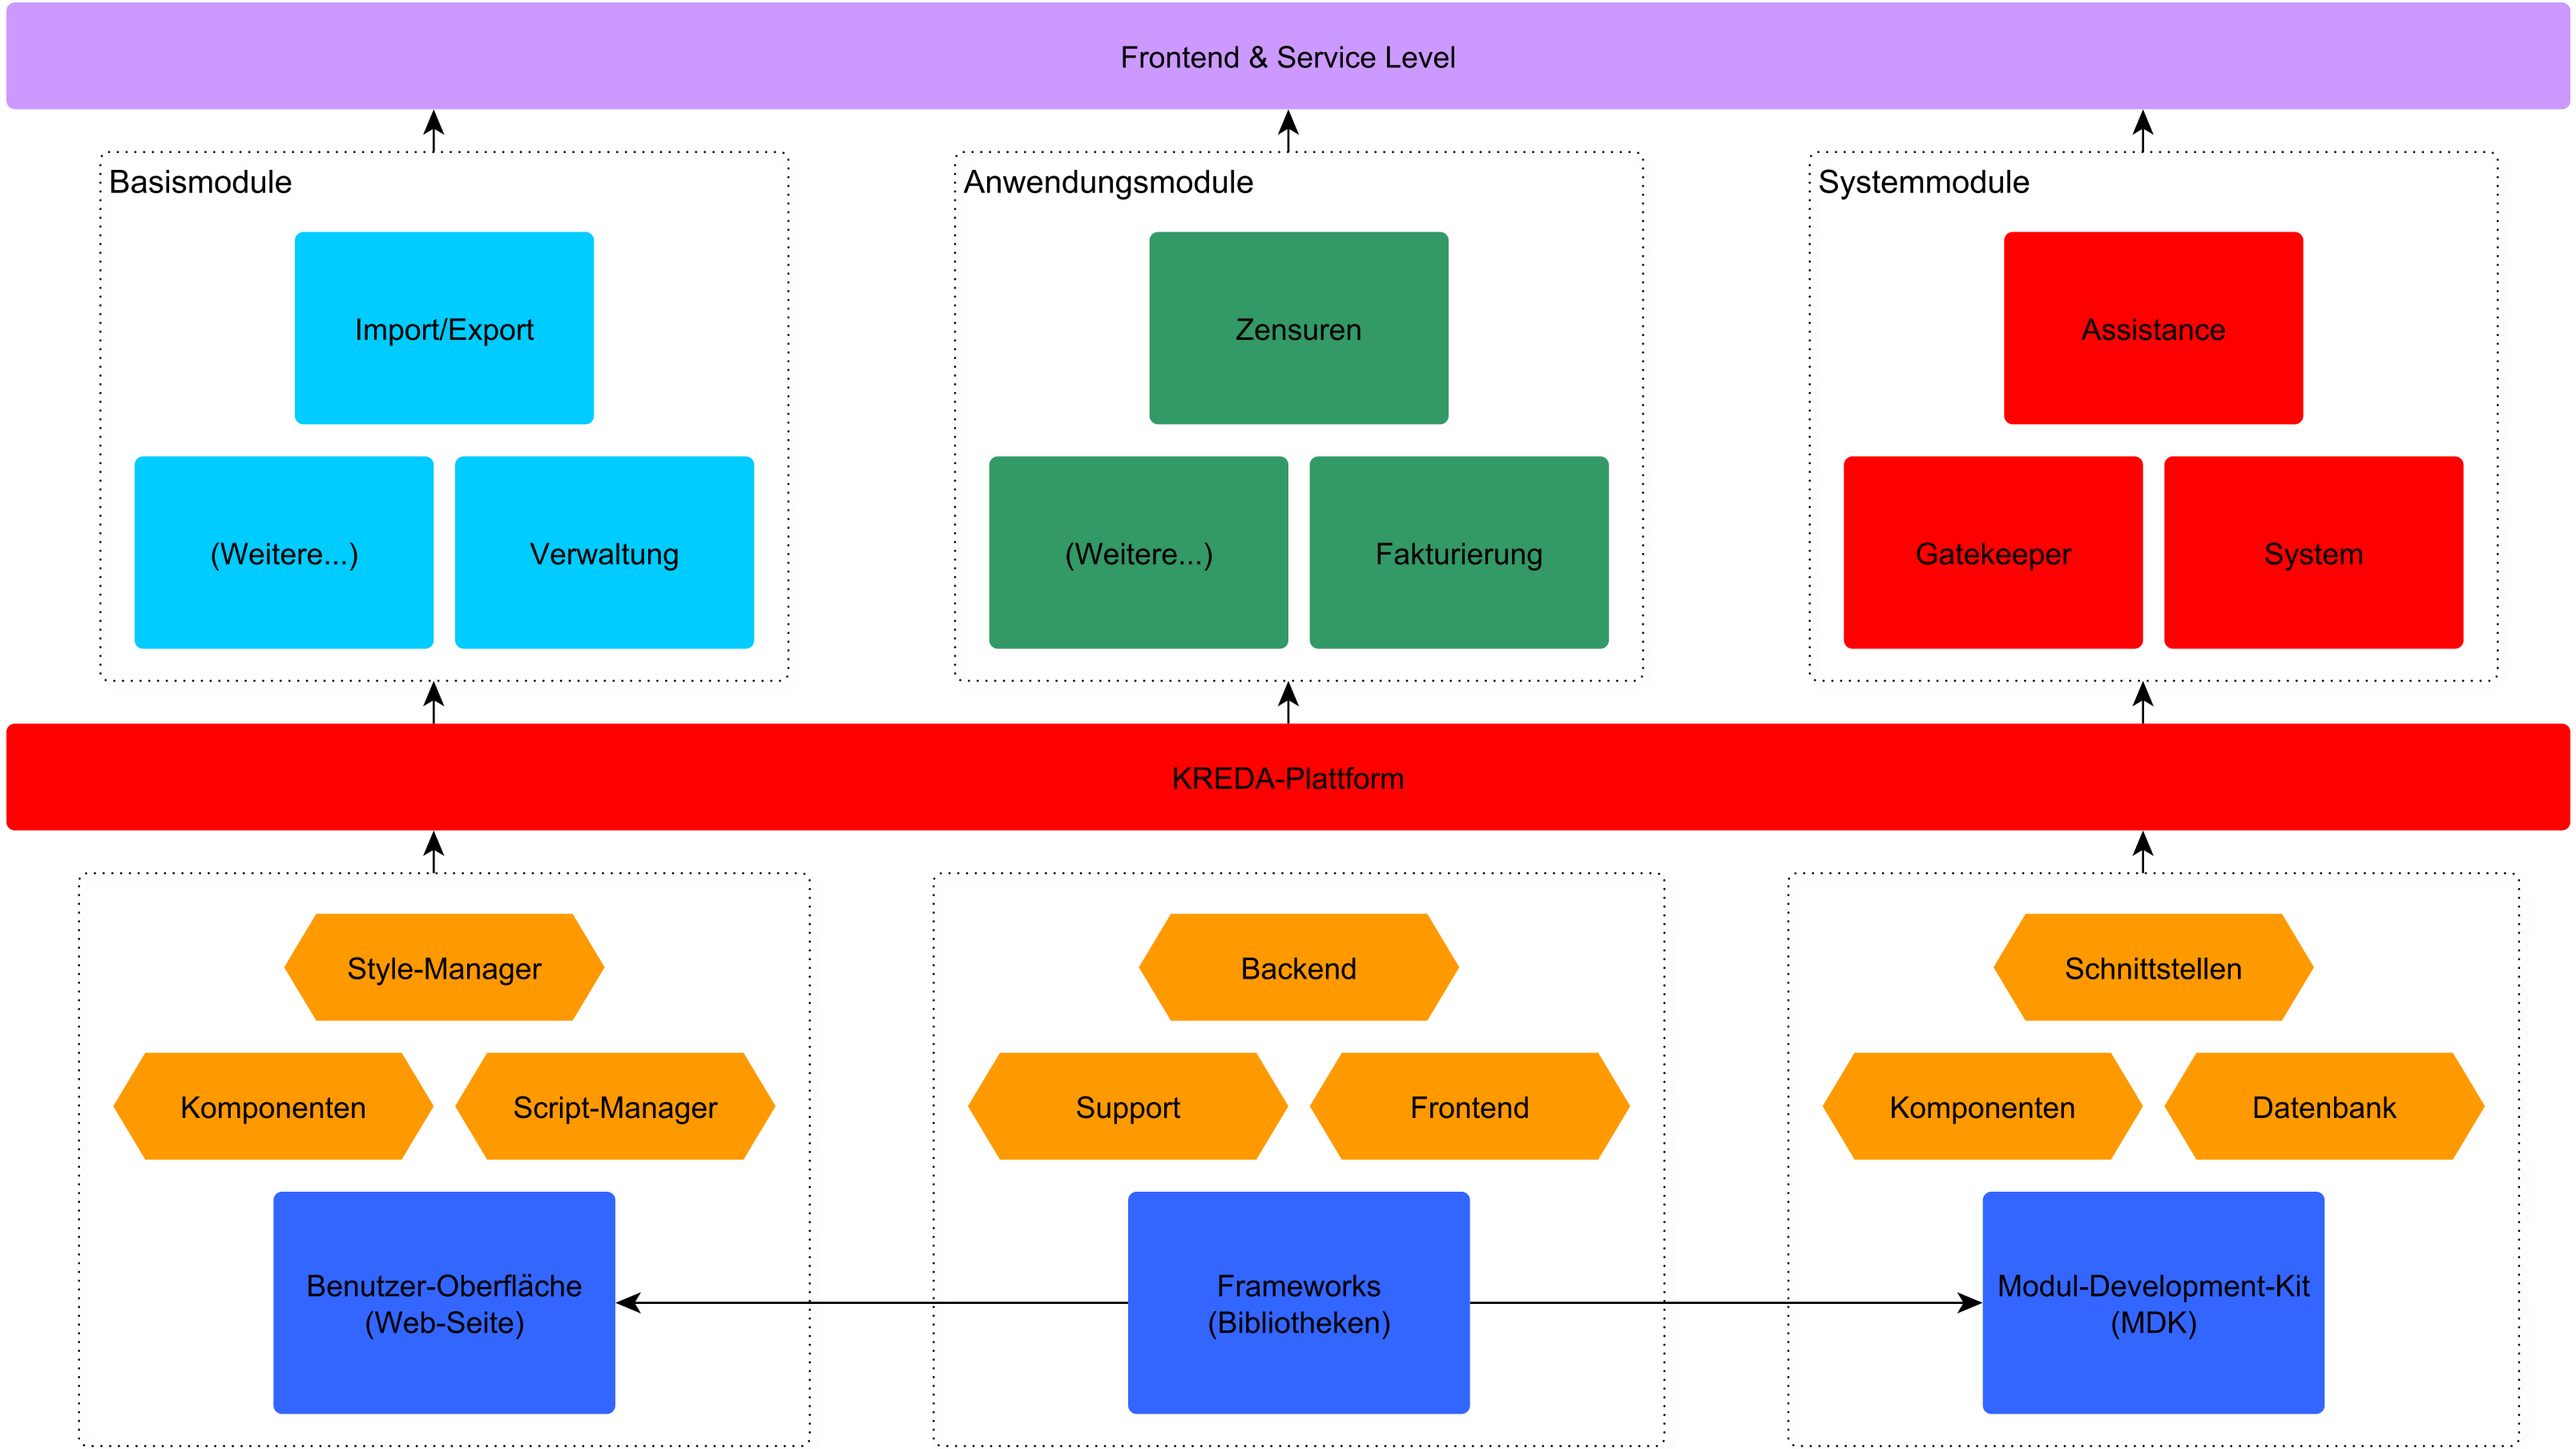 Frontend & Service Level
Basismodule
Anwendungsmodule
Systemmodule
Import/Export
Zensuren
Assistance
(Weitere...)
Verwaltung
(Weitere...)
Fakturierung
Gatekeeper
System
KREDA-Plattform
Style-Manager
Backend
Schnittstellen
Komponenten
Script-Manager
Support
Frontend
Komponenten
Datenbank
Benutzer-Oberfläche
(Web-Seite)
Frameworks
(Bibliotheken)
Modul-Development-Kit
(MDK)